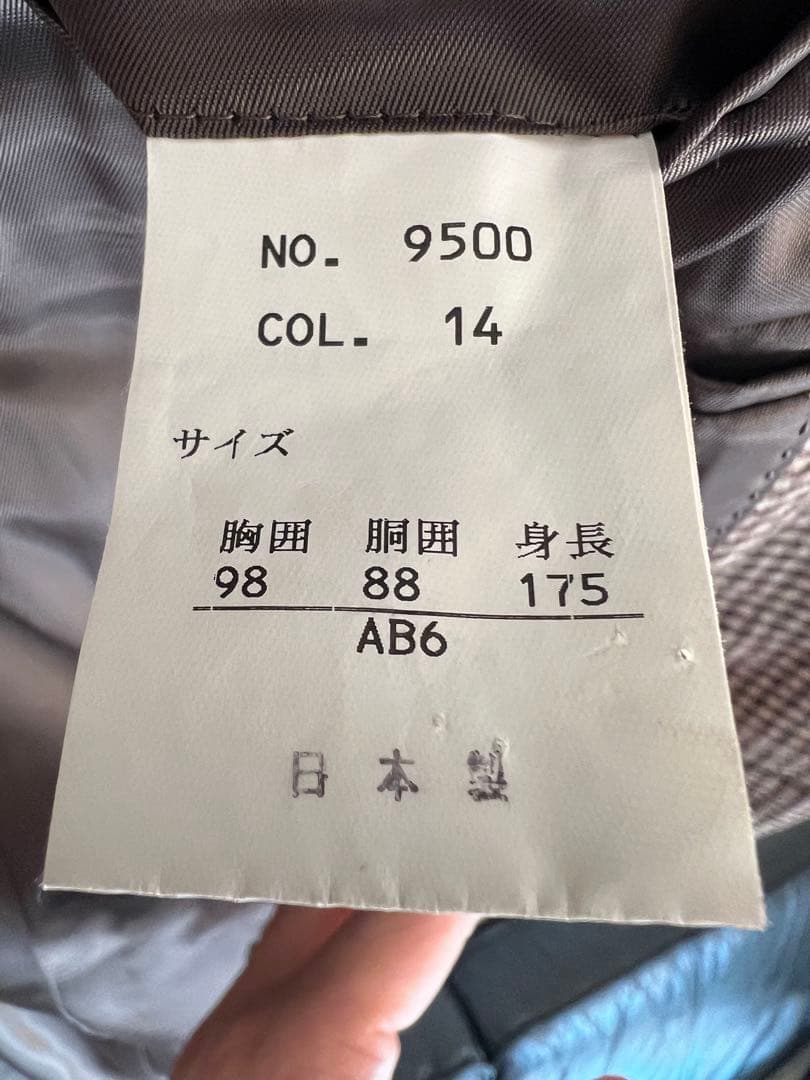 NO. 9500
COL. 14
サイズ
胸囲 胴囲 身長
98 88 175
AB6
日本製